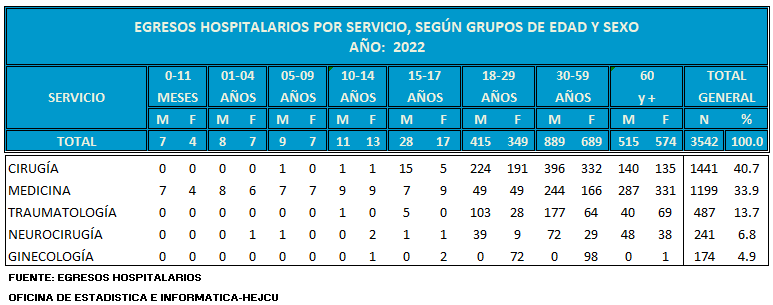 EGRESOS HOSPITALARIOS POR SERVICIO, SEGÚN GRUPOS DE EDAD Y SEXO
AÑO: 2022
SERVICIO 0-11 MESES 01-04 AÑOS 05-09 AÑOS 10-14 AÑOS 15-17 AÑOS 18-29 AÑOS 30-59 AÑOS 60 y + TOTAL GENERAL
M F M F M F M F M F M F M F M F N %
TOTAL 7 4 8 7 9 7 11 13 28 17 415 349 889 689 515 574 3542 100.0
CIRUGÍA 0 0 0 0 1 0 1 1 15 5 224 191 396 332 140 135 1441 40.7
MEDICINA 7 4 8 6 7 7 9 9 7 9 49 49 244 166 287 331 1199 33.9
TRAUMATOLOGÍA 0 0 0 0 0 0 1 0 5 0 103 28 177 64 40 69 487 13.7
NEUROCIRUGÍA 0 0 0 1 1 0 0 2 1 1 39 9 72 29 48 38 241 6.8
GINECOLOGÍA 0 0 0 0 0 0 0 1 0 2 0 72 0 98 0 1 174 4.9
FUENTE: EGRESOS HOSPITALARIOS
OFICINA DE ESTADISTICA E INFORMATICA-HEJCU